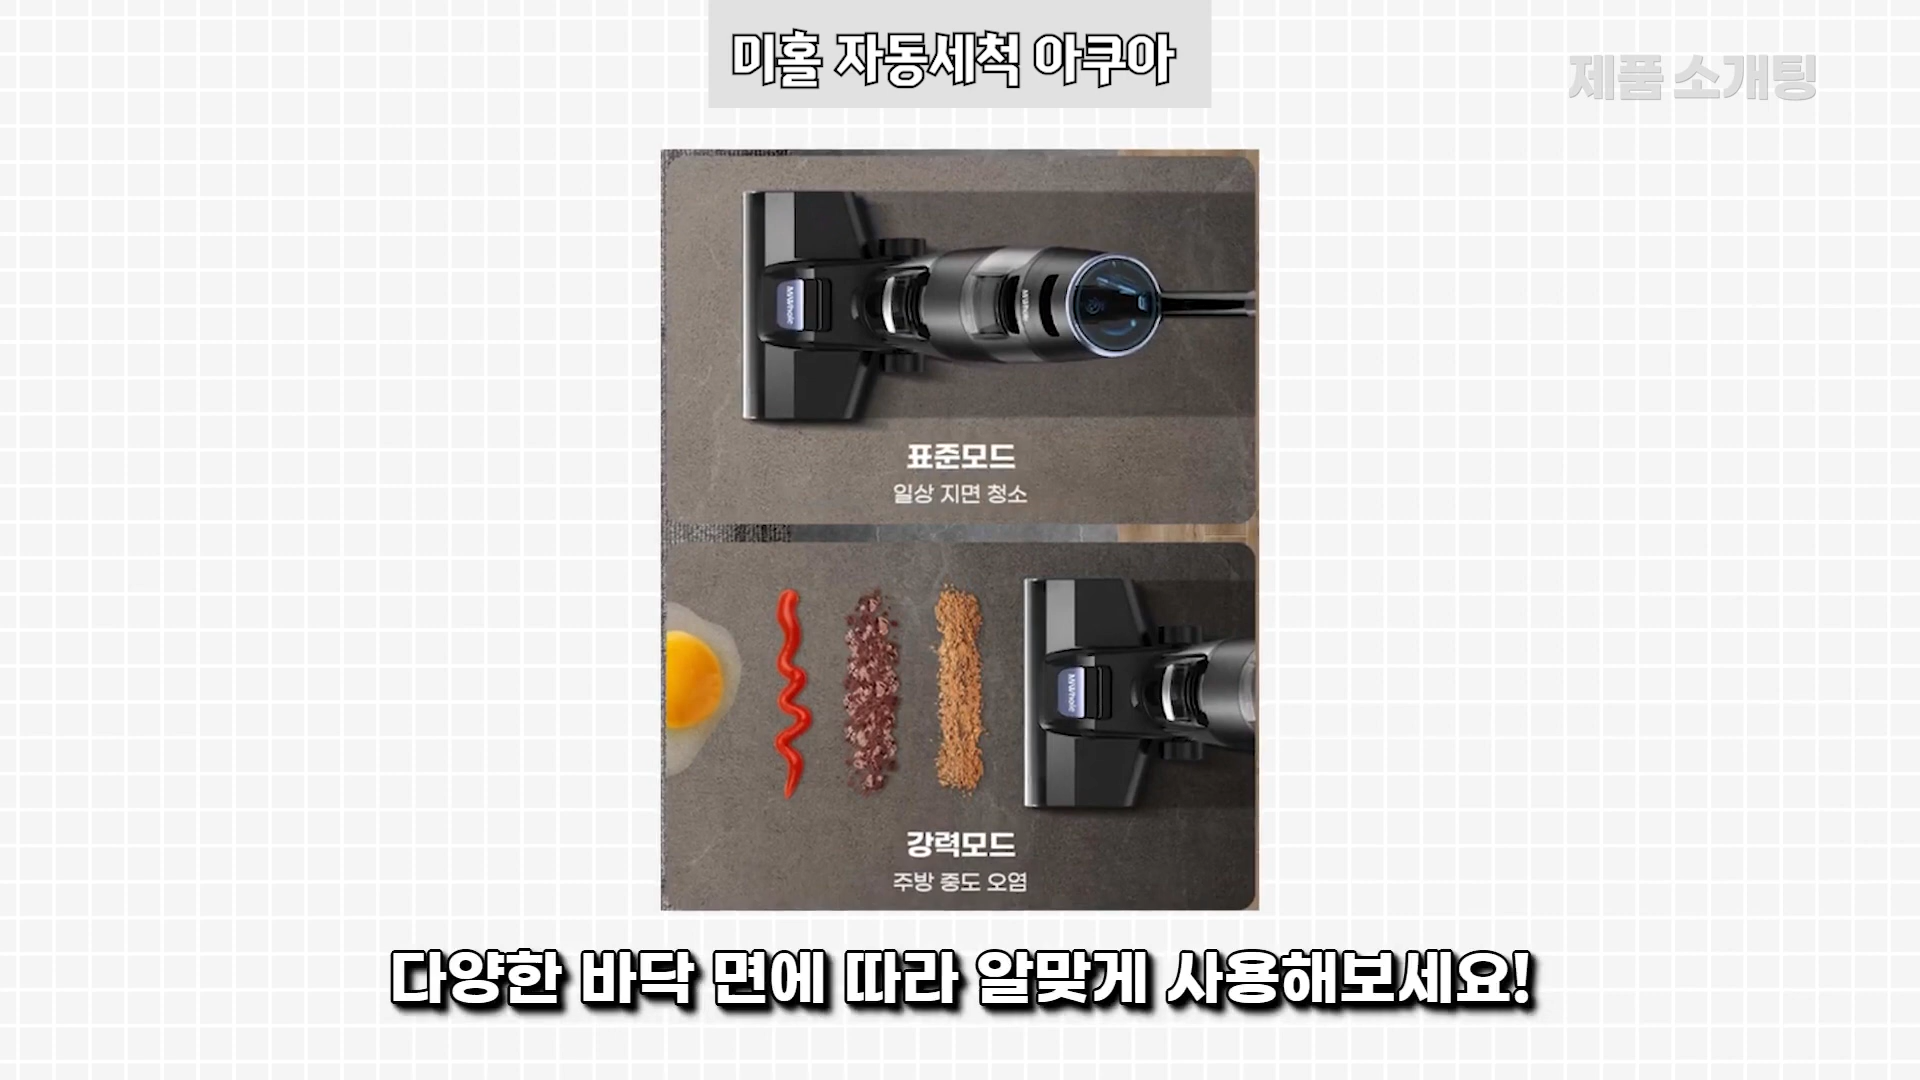 미홀 자동세척 아쿠아
제품 소개팅
MiWhole
표준모드
일상 지면 청소
MiWhole
강력모드
주방 중도 오염
다양한 바닥 면에 따라 알맞게 사용해보세요!